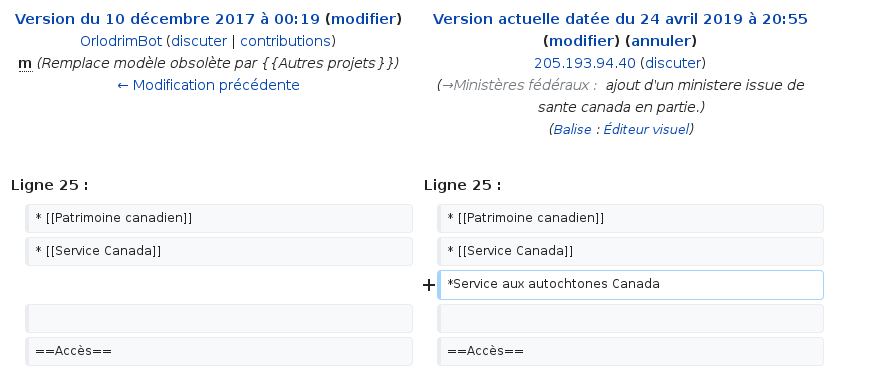 Version du 10 décembre 2017 à 00:19 (modifier)
OrlodrimBot (discuter | contributions)
m (Remplace modèle obsolète par {{Autres projets}})
← Modification précédente
Version actuelle datée du 24 avril 2019 à 20:55
(modifier) (annuler)
205.193.94.40 (discuter)
(→Ministères fédéraux : ajout d'un ministere issue de
sante canada en partie.)
(Balise : Éditeur visuel)
Ligne 25 :
* [[Patrimoine canadien]]
* [[Service Canada]]
==Accès==
Ligne 25 :
* [[Patrimoine canadien]]
* [[Service Canada]]
+ *Service aux autochtones Canada
==Accès==